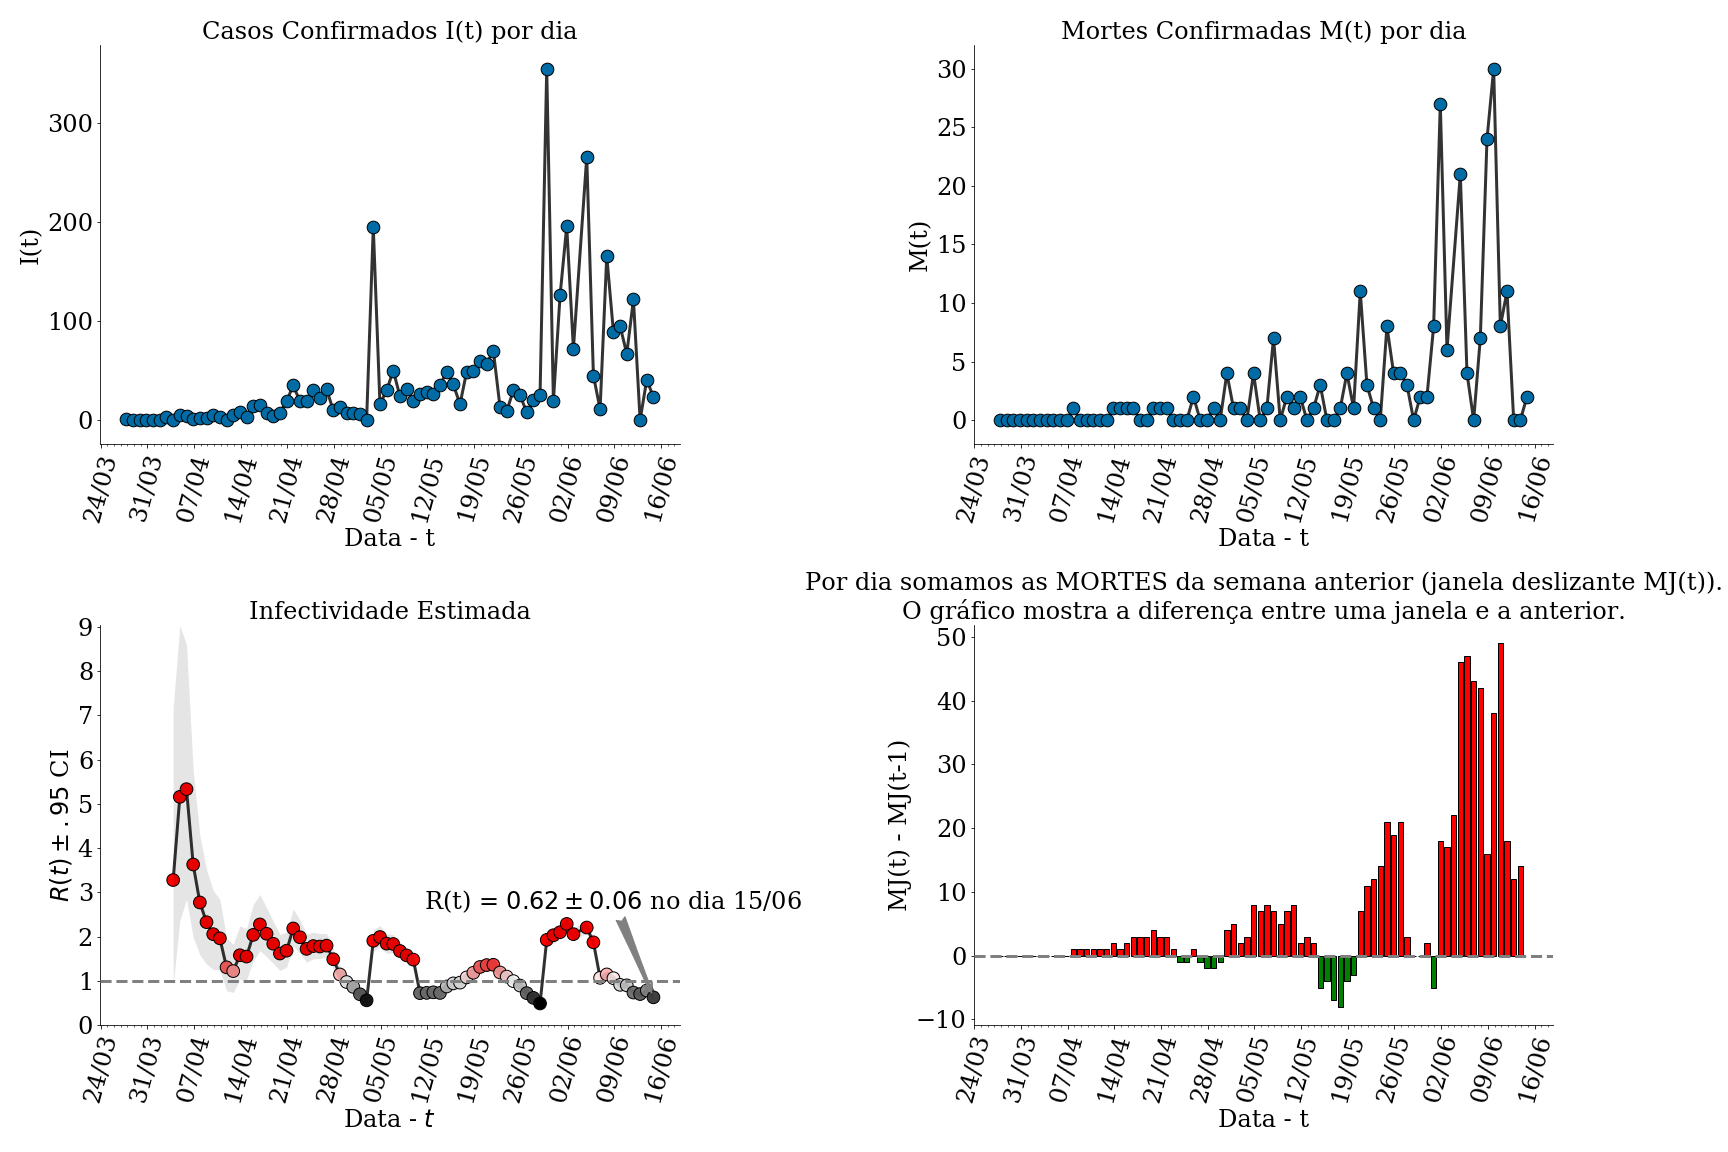 Casos Confirmados I(t) por dia
I(t)
300
200
100
0
24/03 31/03 07/04 14/04 21/04 28/04 05/05 12/05 19/05 26/05 02/06 09/06 16/06
Data - t
Mortes Confirmadas M(t) por dia
M(t)
30
25
20
15
10
5
0
24/03 31/03 07/04 14/04 21/04 28/04 05/05 12/05 19/05 26/05 02/06 09/06 16/06
Data - t
Infectividade Estimada
R(t) ± .95 CI
9
8
7
6
5
4
3
2
1
0
R(t) = 0.62 ± 0.06 no dia 15/06
24/03 31/03 07/04 14/04 21/04 28/04 05/05 12/05 19/05 26/05 02/06 09/06 16/06
Data - t
Por dia somamos as MORTES da semana anterior (janela deslizante MJ(t)).
O gráfico mostra a diferença entre uma janela e a anterior.
MJ(t) - MJ(t-1)
50
40
30
20
10
0
−10
24/03 31/03 07/04 14/04 21/04 28/04 05/05 12/05 19/05 26/05 02/06 09/06 16/06
Data - t